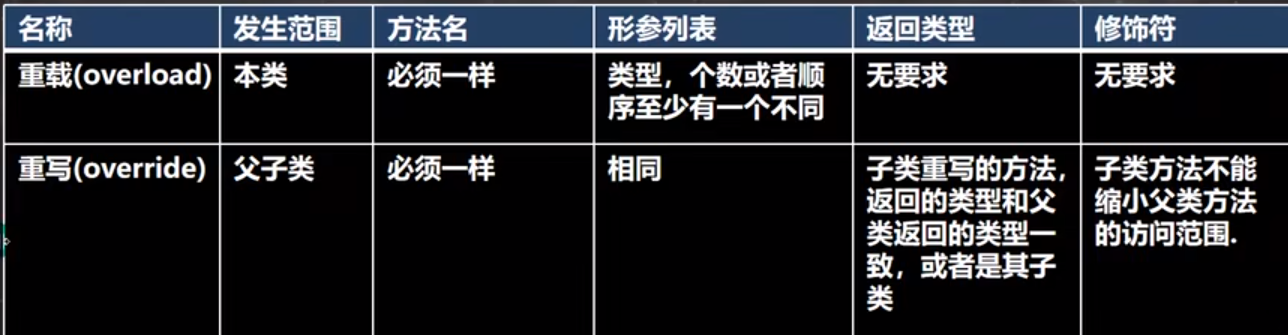 名称 发生范围 方法名 形参列表 返回类型 修饰符
重载(overload) 本类 必须一样 类型，个数或者顺 无要求 无要求
序至少有一个不同
重写(override) 父子类 必须一样 相同 子类重写的方法， 子类方法不能
返回的类型和父 缩小父类方法
类返回的类型一 的访问范围.
致，或者是其子
类